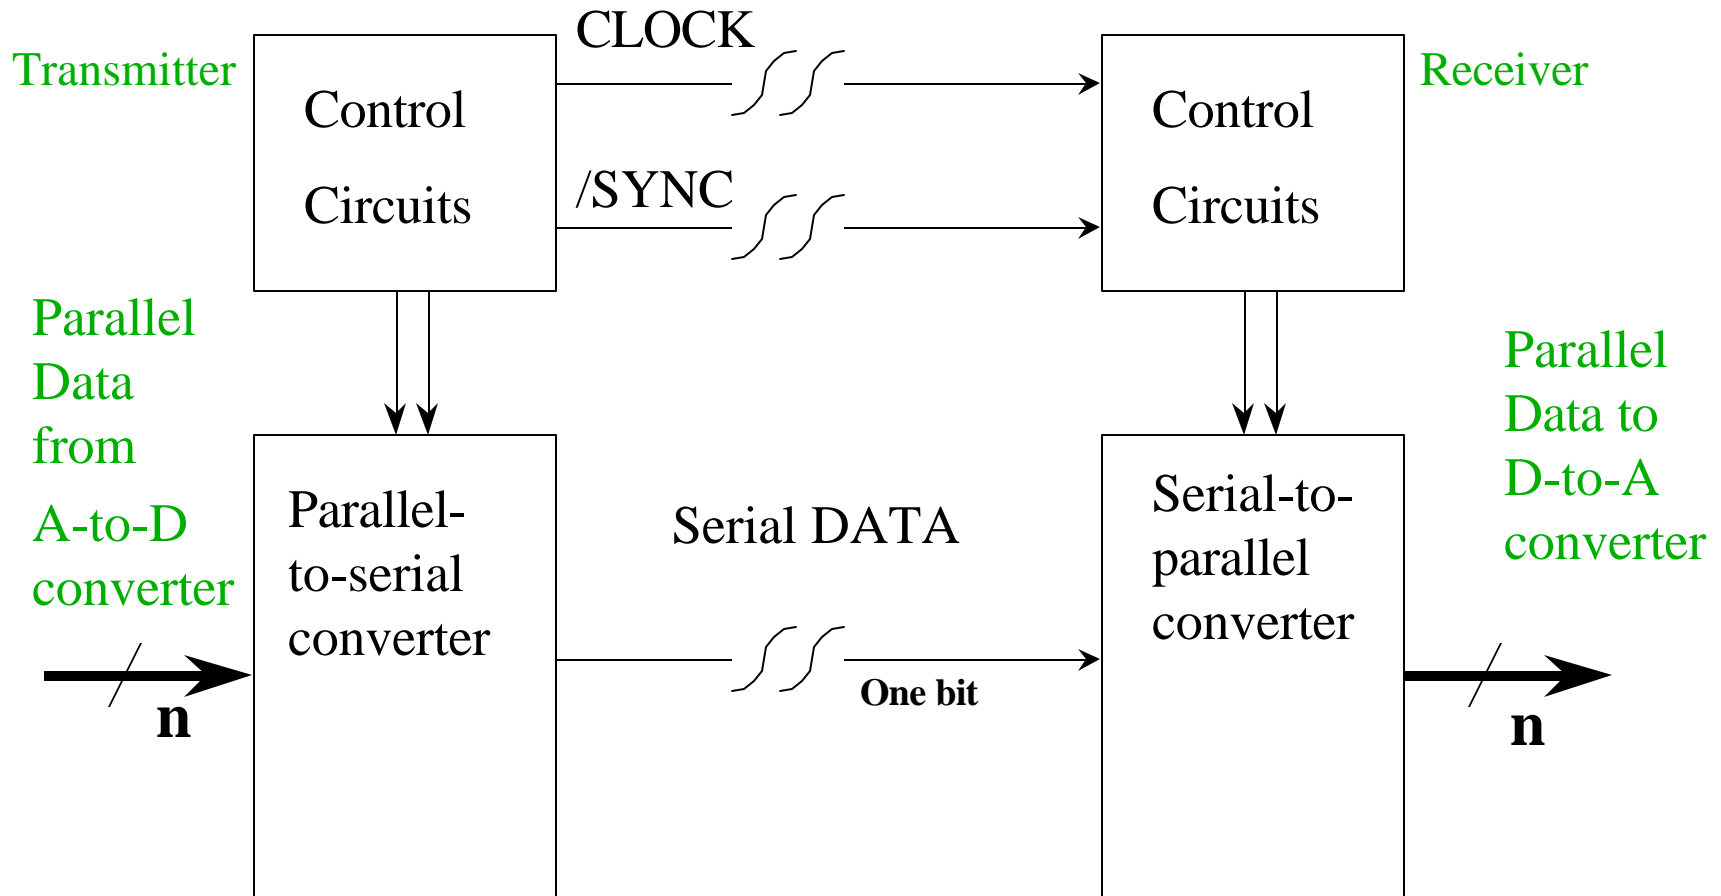 Transmitter
Control
Circuits
CLOCK
/SYNC
Control
Circuits
Receiver
Parallel
Data
from
A-to-D
converter
n
Parallel-
to-serial
converter
Serial DATA
One bit
Serial-to-
parallel
converter
Parallel
Data to
D-to-A
converter
n